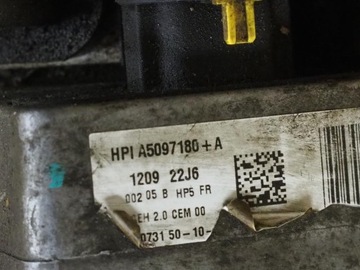 HPI A5097180+A
1209 22J6
002 05 B HP5 FR
EH 2.0 CEM 00
0731 50-10-